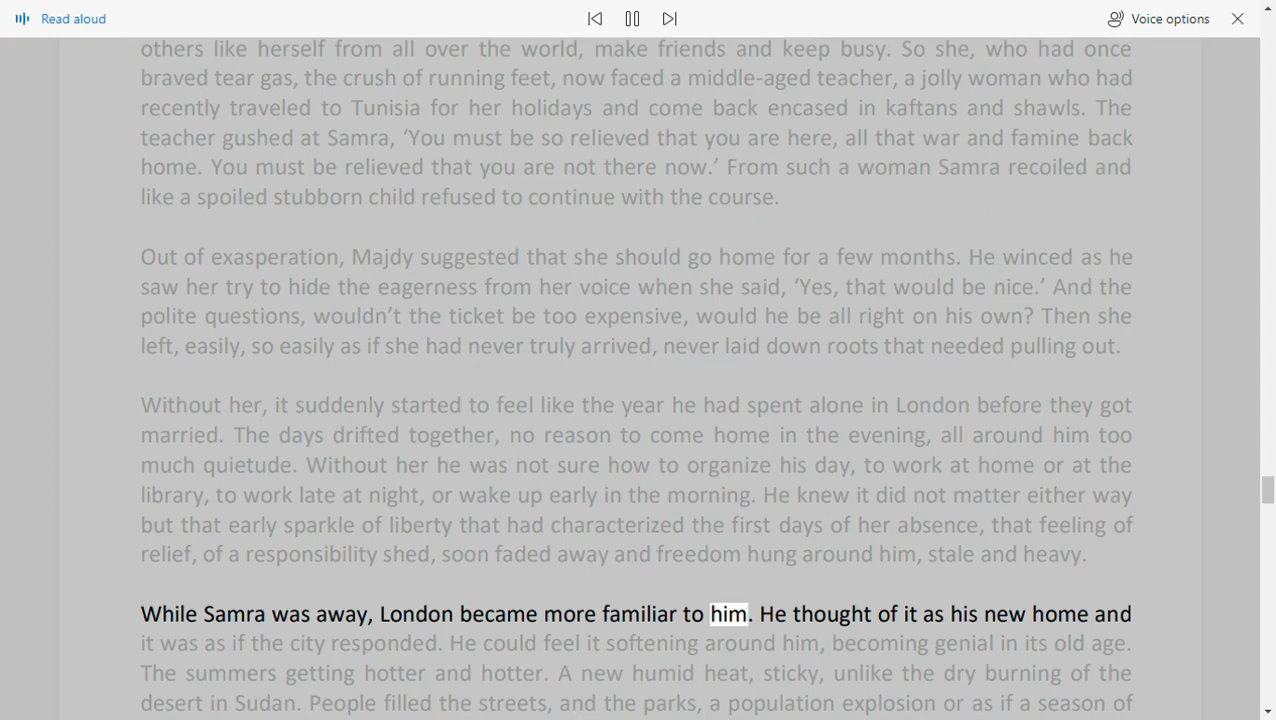 Read aloud
Voice options
others like herself from all over the world, make friends and keep busy. So she, who had once
braved tear gas, the crush of running feet, now faced a middle-aged teacher, a jolly woman who had
recently traveled to Tunisia for her holidays and come back encased in kaftans and shawls. The
teacher gushed at Samra, ‘You must be so relieved that you are here, all that war and famine back
home. You must be relieved that you are not there now.’ From such a woman Samra recoiled and
like a spoiled stubborn child refused to continue with the course.
Out of exasperation, Majdy suggested that she should go home for a few months. He winced as he
saw her try to hide the eagerness from her voice when she said, ‘Yes, that would be nice.’ And the
polite questions, wouldn’t the ticket be too expensive, would he be all right on his own? Then she
left, easily, so easily as if she had never truly arrived, never laid down roots that needed pulling out.
Without her, it suddenly started to feel like the year he had spent alone in London before they got
married. The days drifted together, no reason to come home in the evening, all around him too
much quietude. Without her he was not sure how to organize his day, to work at home or at the
library, to work late at night, or wake up early in the morning. He knew it did not matter either way
but that early sparkle of liberty that had characterized the first days of her absence, that feeling of
relief, of a responsibility shed, soon faded away and freedom hung around him, stale and heavy.
While Samra was away, London became more familiar to him. He thought of it as his new home and
it was as if the city responded. He could feel it softening around him, becoming genial in its old age.
The summers getting hotter and hotter. A new humid heat, sticky, unlike the dry burning of the
desert in Sudan. People filled the streets, and the parks, a population explosion or as if a season of